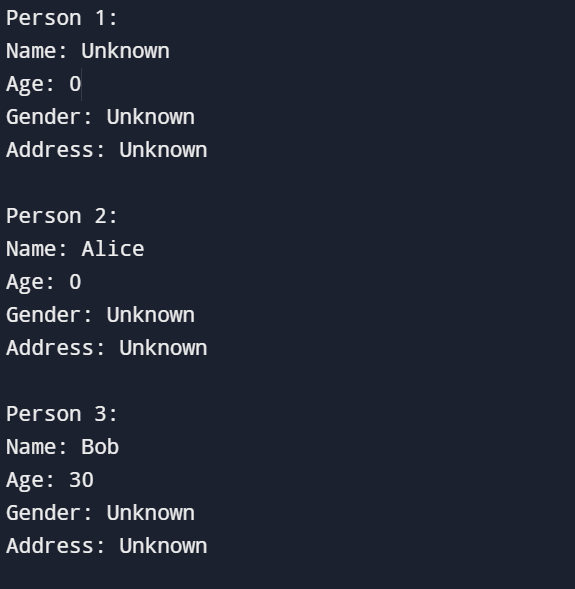 Person 1:
Name: Unknown
Age: 0
Gender: Unknown
Address: Unknown

Person 2:
Name: Alice
Age: 0
Gender: Unknown
Address: Unknown

Person 3:
Name: Bob
Age: 30
Gender: Unknown
Address: Unknown